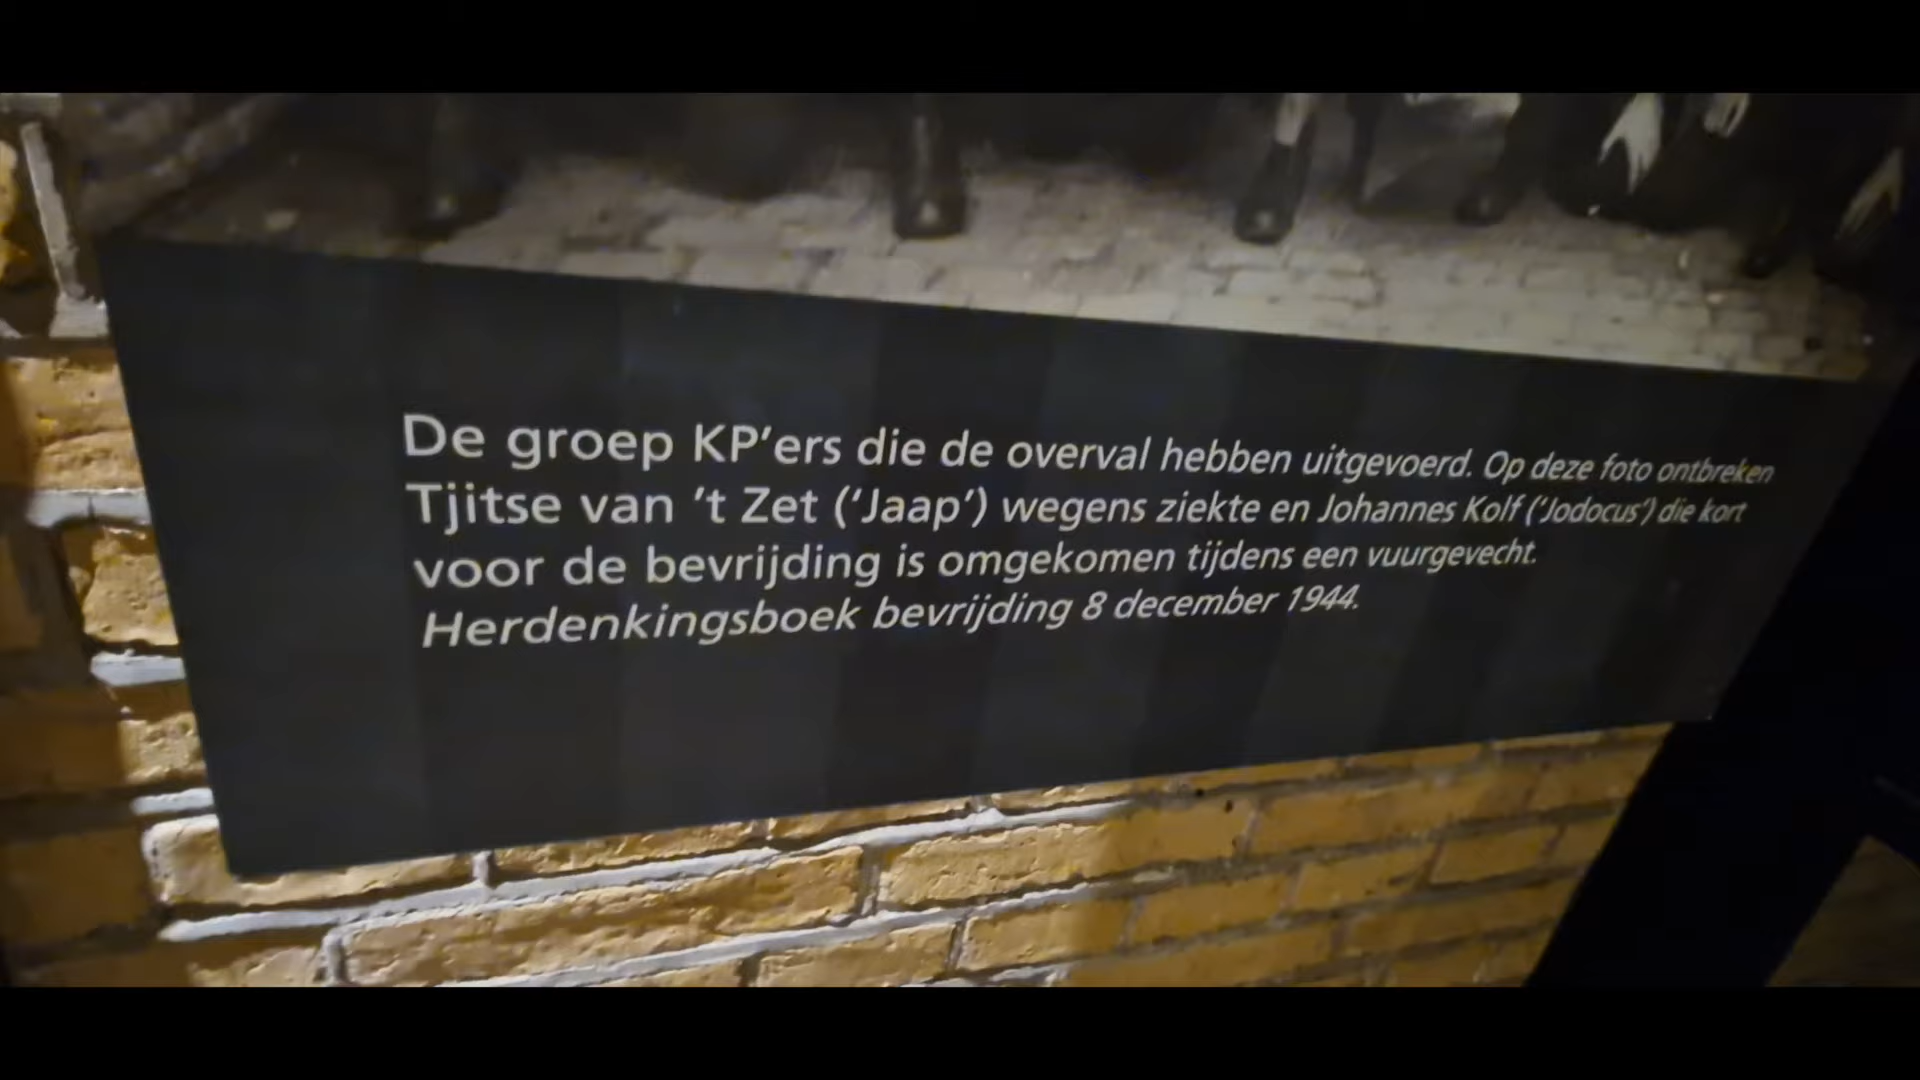 De groep KP'ers die de overval hebben uitgevoerd. Op deze foto ontbreken
Tjitse van 't Zet ('Jaap') wegens ziekte en Johannes Kolf ('Jodocus') die kort
voor de bevrijding is omgekomen tijdens een vuurgevecht.
Herdenkingsboek bevrijding 8 december 1944.